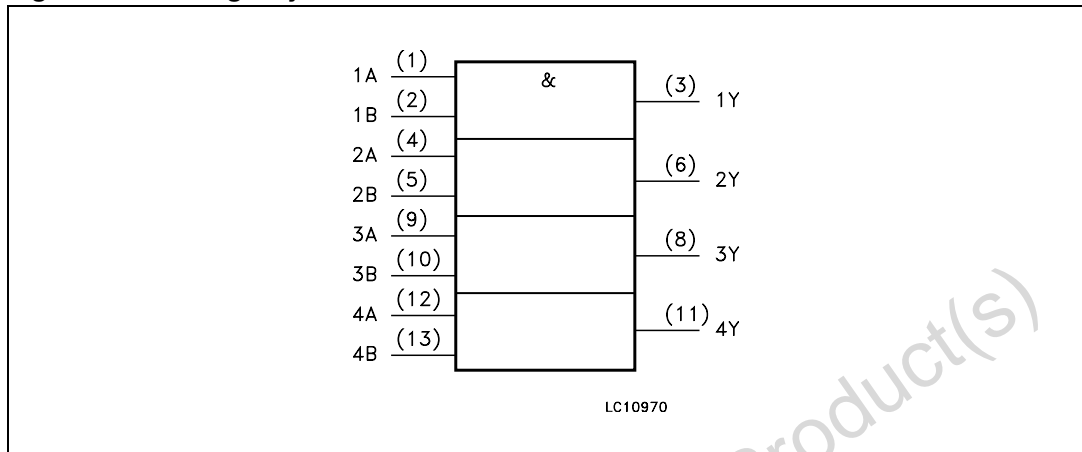 1A (1)
1B (2)
2A (4)
2B (5)
3A (9)
3B (10)
4A (12)
4B (13)
&
(3) 1Y
(6) 2Y
(8) 3Y
(11) 4Y
LC10970